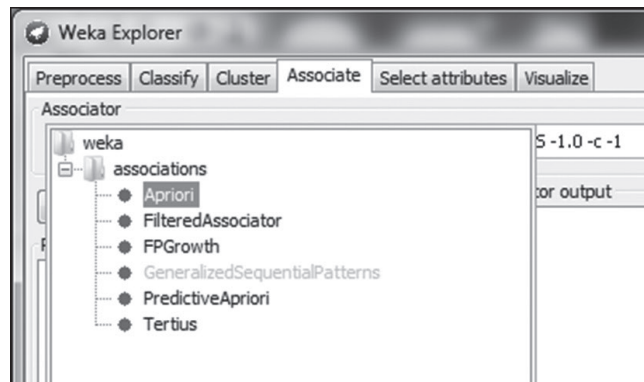 Weka Explorer
Preprocess Classify Cluster Associate Select attributes Visualize
Associator
weka
-1.0 -c -1
associations
Apriori
tor output
FilteredAssociator
FPGrowth
GeneralizedSequentialPatterns
PredictiveApriori
Tertius